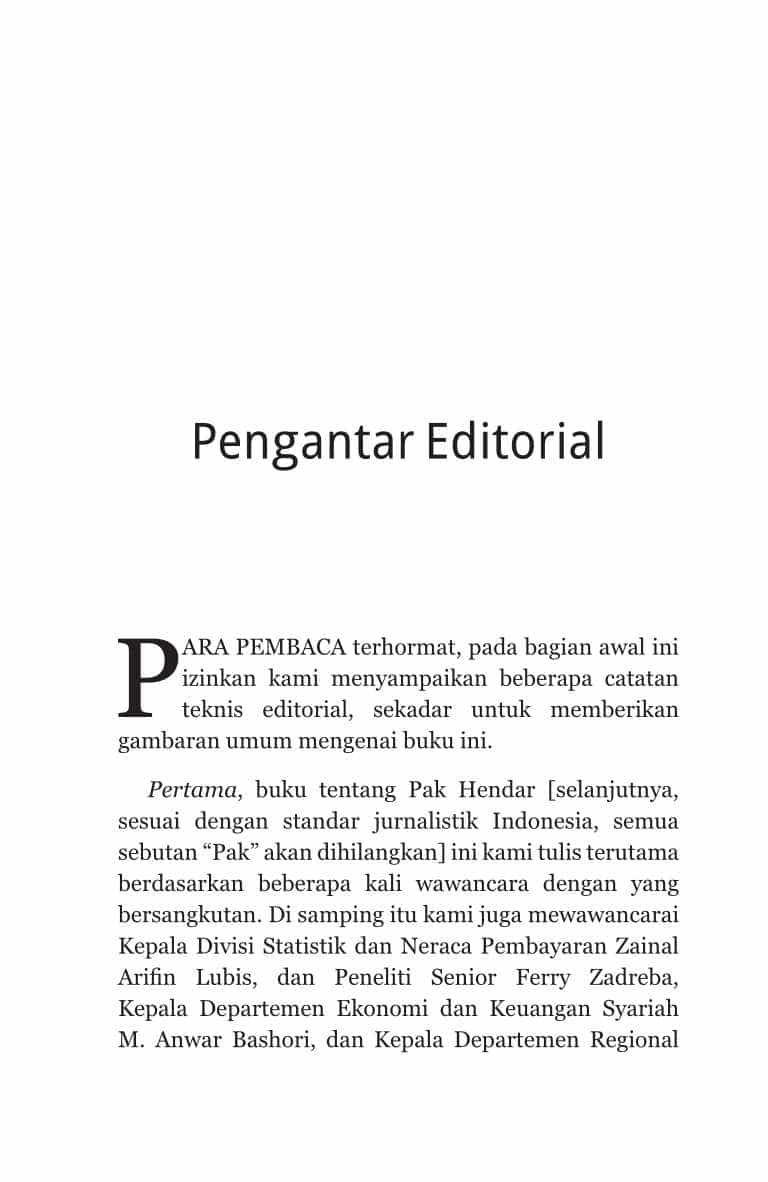 Pengantar Editorial
PARA PEMBACA terhormat, pada bagian awal ini
izinkan kami menyampaikan beberapa catatan
teknis editorial, sekadar untuk memberikan
gambaran umum mengenai buku ini.
Pertama, buku tentang Pak Hendar [selanjutnya,
sesuai dengan standar jurnalistik Indonesia, semua
sebutan “Pak” akan dihilangkan] ini kami tulis terutama
berdasarkan beberapa kali wawancara dengan yang
bersangkutan. Di samping itu kami juga mewawancarai
Kepala Divisi Statistik dan Neraca Pembayaran Zainal
Arifin Lubis, dan Peneliti Senior Ferry Zadreba,
Kepala Departemen Ekonomi dan Keuangan Syariah
M. Anwar Bashori, dan Kepala Departemen Regional